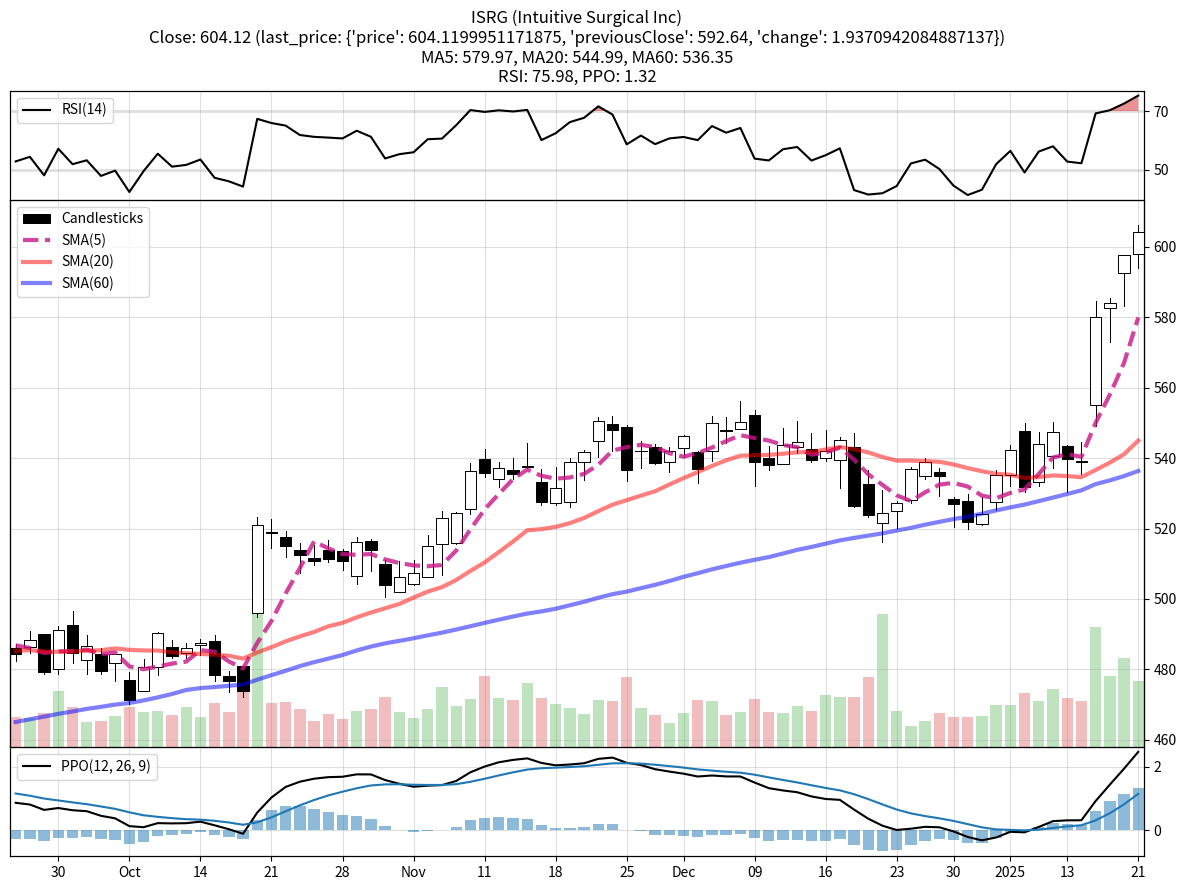 ISRG (Intuitive Surgical Inc)
Close: 604.12 (last_price: {'price': 604.1199951171875, 'previousClose': 592.64, 'change': 1.9370942084887137})
MA5: 579.97, MA20: 544.99, MA60: 536.35
RSI: 75.98, PPO: 1.32
RSI(14)
70
50
Candlesticks
SMA(5)
SMA(20)
SMA(60)
600
580
560
540
520
500
480
460
PPO(12, 26, 9)
2
0
30 Oct 14 21 28 Nov 11 18 25 Dec 09 16 23 30 2025 13 21